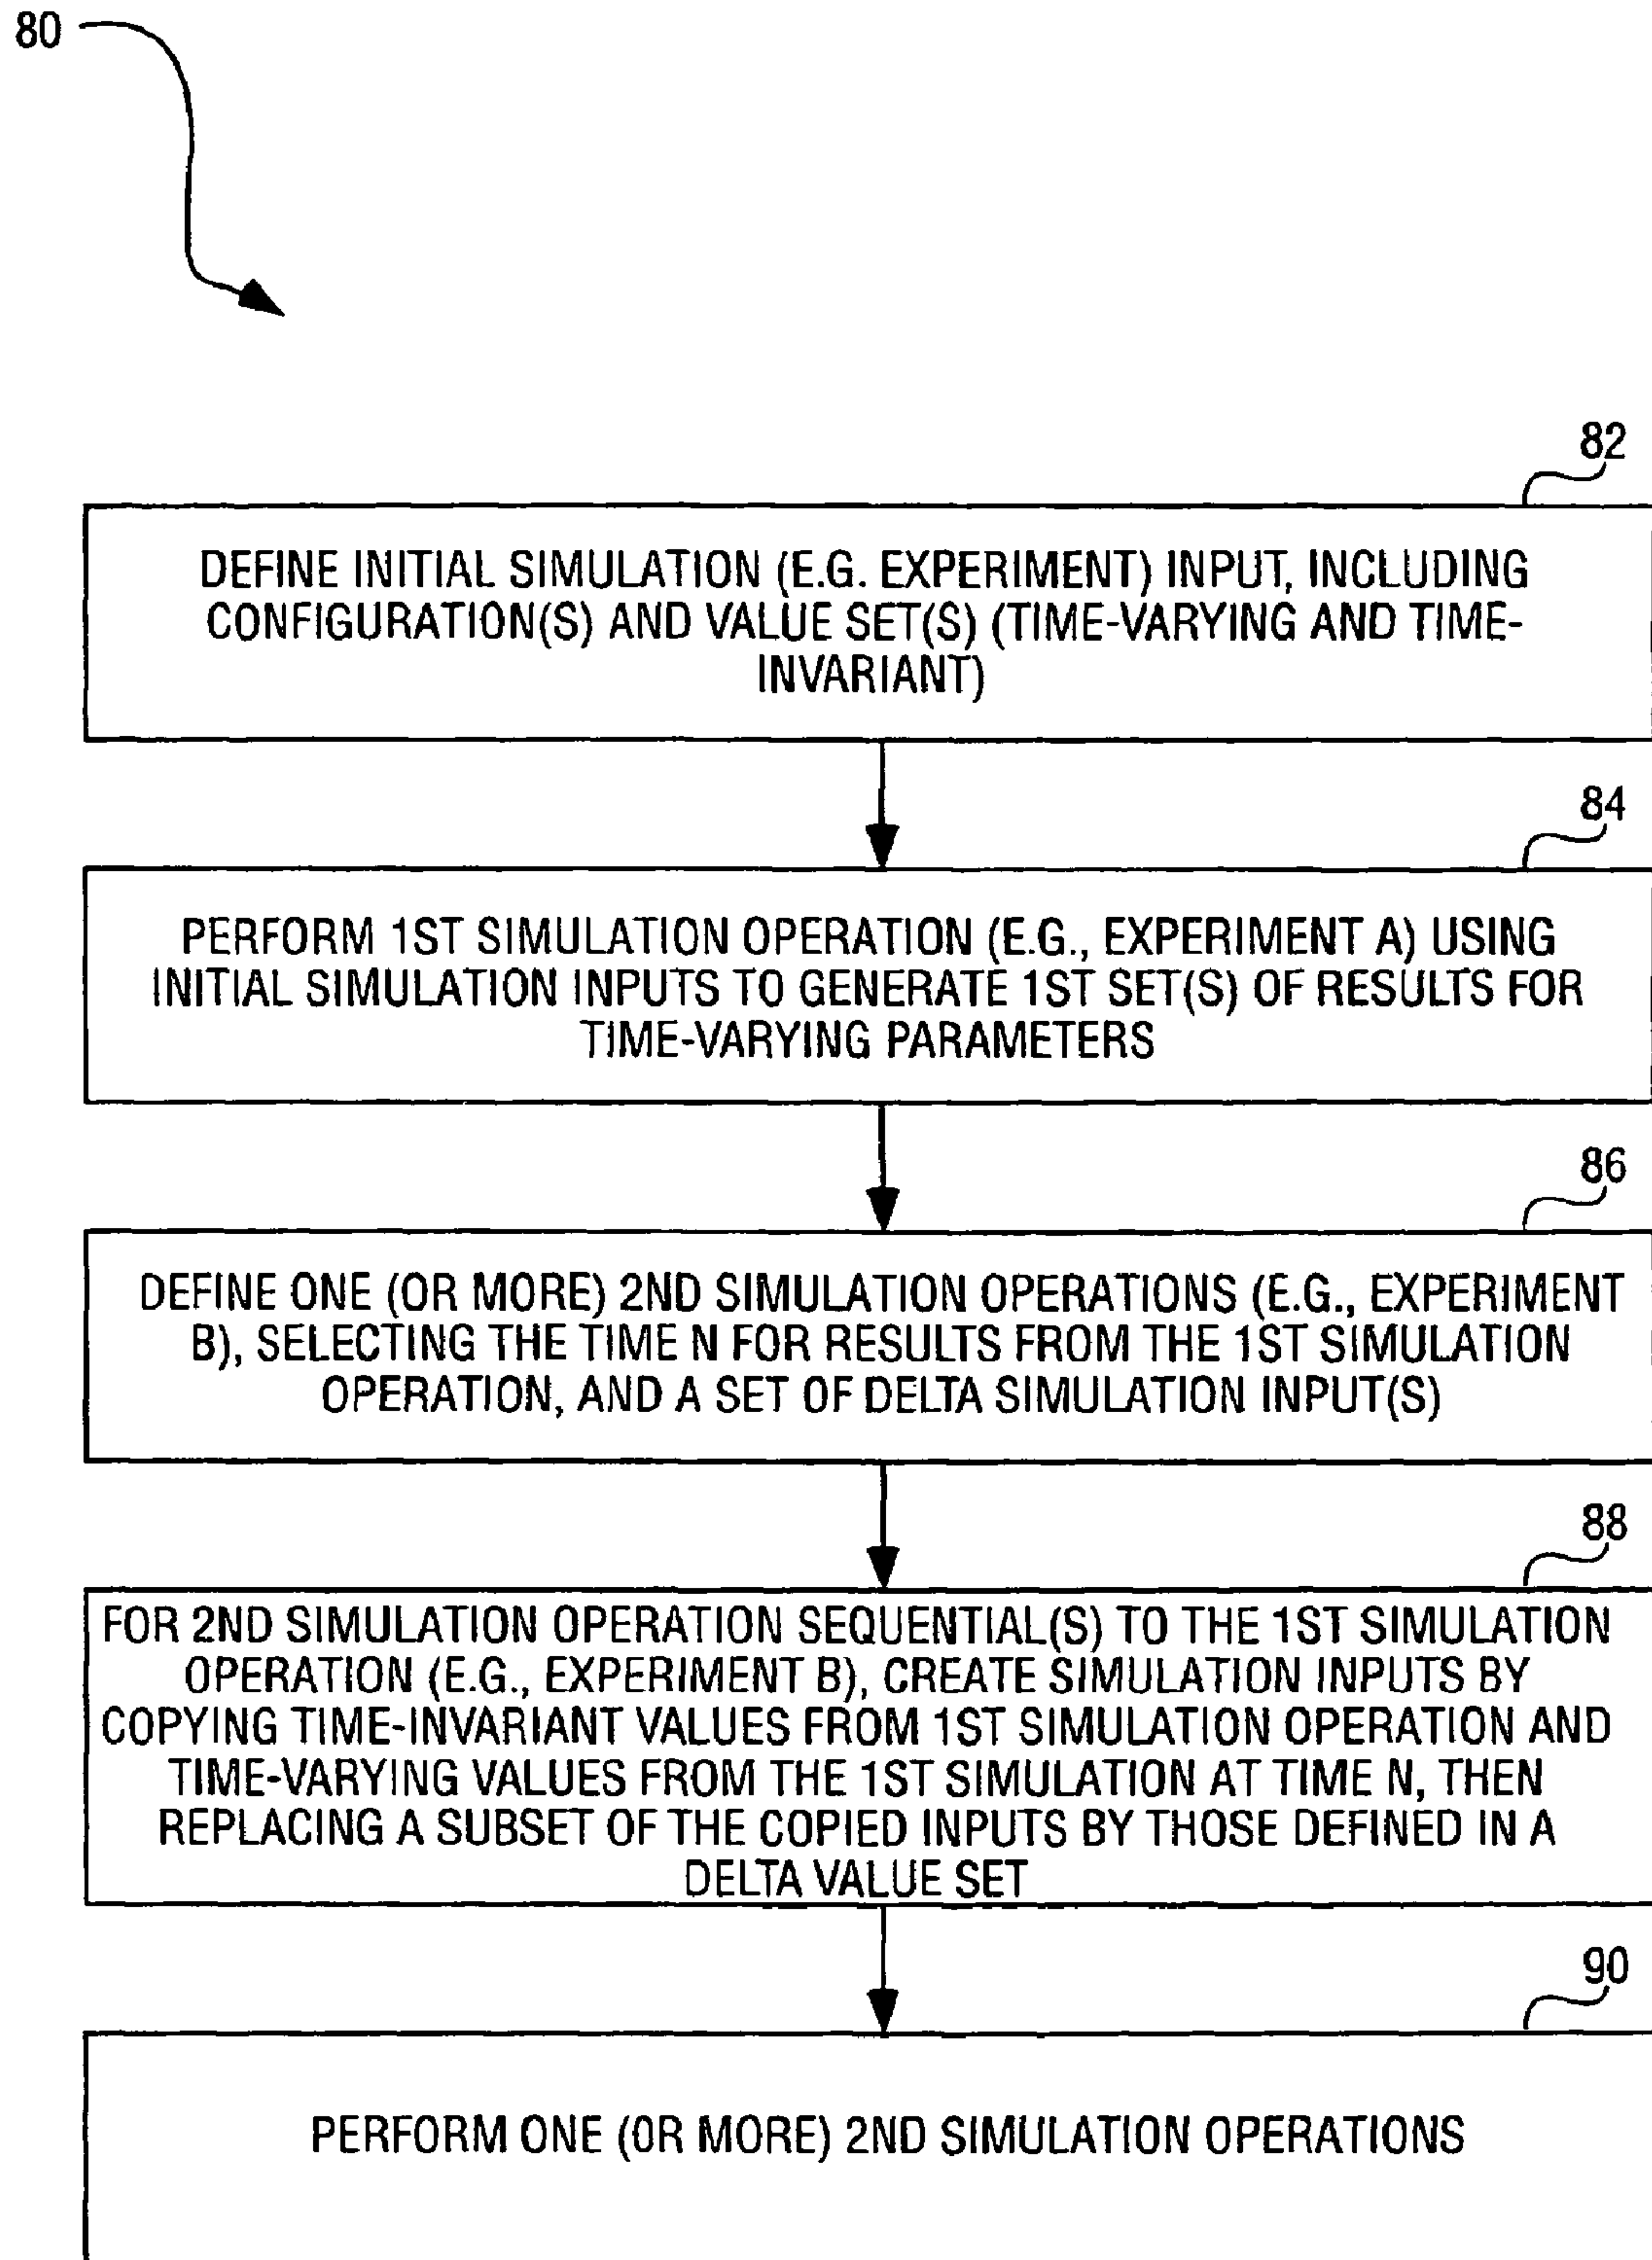 80
82
DEFINE INITIAL SIMULATION (E.G. EXPERIMENT) INPUT, INCLUDING
CONFIGURATION(S) AND VALUE SET(S) (TIME-VARYING AND TIME-
INVARIANT)
84
PERFORM 1ST SIMULATION OPERATION (E.G., EXPERIMENT A) USING
INITIAL SIMULATION INPUTS TO GENERATE 1ST SET(S) OF RESULTS FOR
TIME-VARYING PARAMETERS
86
DEFINE ONE (OR MORE) 2ND SIMULATION OPERATIONS (E.G., EXPERIMENT
B), SELECTING THE TIME N FOR RESULTS FROM THE 1ST SIMULATION
OPERATION, AND A SET OF DELTA SIMULATION INPUT(S)
88
FOR 2ND SIMULATION OPERATION SEQUENTIAL(S) TO THE 1ST SIMULATION
OPERATION (E.G., EXPERIMENT B), CREATE SIMULATION INPUTS BY
COPYING TIME-INVARIANT VALUES FROM 1ST SIMULATION OPERATION AND
TIME-VARYING VALUES FROM THE 1ST SIMULATION AT TIME N, THEN
REPLACING A SUBSET OF THE COPIED INPUTS BY THOSE DEFINED IN A
DELTA VALUE SET
90
PERFORM ONE (OR MORE) 2ND SIMULATION OPERATIONS